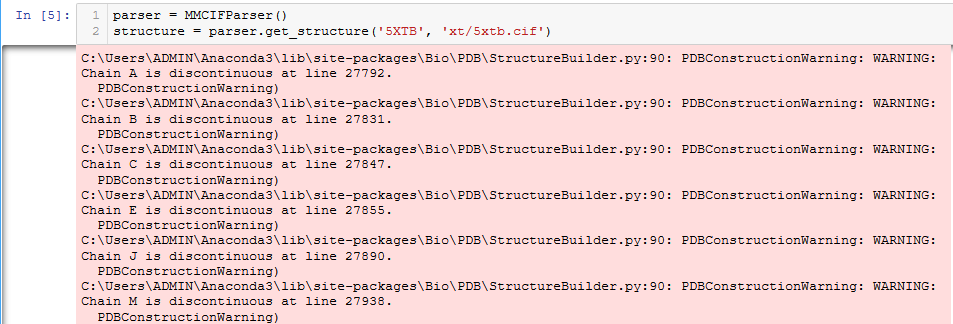 In [5]:
1 parser = MMCIFParser()
2 structure = parser.get_structure('5XTB', 'xt/5xtb.cif')
C:\Users\ADMIN\Anaconda3\lib\site-packages\Bio\PDB\StructureBuilder.py:90: PDBConstructionWarning: WARNING:
Chain A is discontinuous at line 27792.
  PDBConstructionWarning)
C:\Users\ADMIN\Anaconda3\lib\site-packages\Bio\PDB\StructureBuilder.py:90: PDBConstructionWarning: WARNING:
Chain B is discontinuous at line 27831.
  PDBConstructionWarning)
C:\Users\ADMIN\Anaconda3\lib\site-packages\Bio\PDB\StructureBuilder.py:90: PDBConstructionWarning: WARNING:
Chain C is discontinuous at line 27847.
  PDBConstructionWarning)
C:\Users\ADMIN\Anaconda3\lib\site-packages\Bio\PDB\StructureBuilder.py:90: PDBConstructionWarning: WARNING:
Chain E is discontinuous at line 27855.
  PDBConstructionWarning)
C:\Users\ADMIN\Anaconda3\lib\site-packages\Bio\PDB\StructureBuilder.py:90: PDBConstructionWarning: WARNING:
Chain J is discontinuous at line 27890.
  PDBConstructionWarning)
C:\Users\ADMIN\Anaconda3\lib\site-packages\Bio\PDB\StructureBuilder.py:90: PDBConstructionWarning: WARNING:
Chain M is discontinuous at line 27938.
  PDBConstructionWarning)